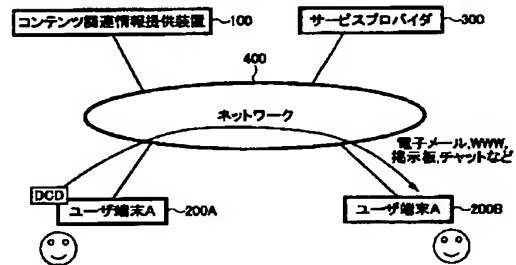 コンテンツ関連情報提供装置 100
サービスプロバイダ 300
400
ネットワーク
電子メール,WWW,
掲示板,チャットなど
DCD
ユーザ端末A 200A
ユーザ端末A 200B